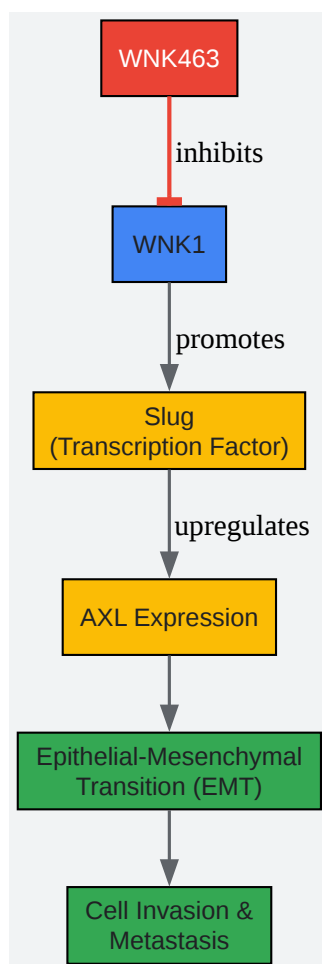 WNK463
inhibits
WNK1
promotes
Slug
(Transcription Factor)
upregulates
AXL Expression
Epithelial-Mesenchymal
Transition (EMT)
Cell Invasion &
Metastasis